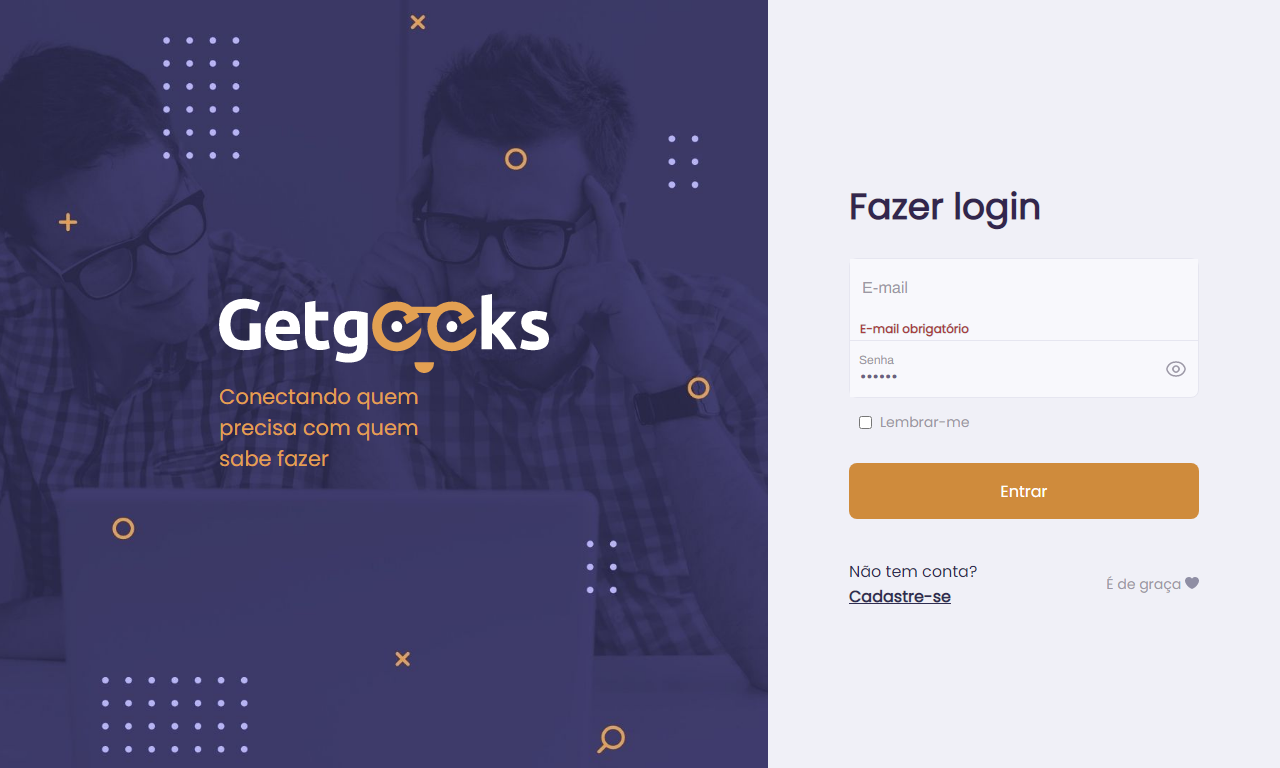 Getgeeks
Conectando quem
precisa com quem
sabe fazer
Fazer login
E-mail
E-mail obrigatório
Senha
••••••
Lembrar-me
Entrar
Não tem conta?
Cadastre-se
É de graça